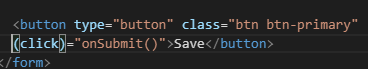 <button type="button" class="btn btn-primary"
(click)="onSubmit()">Save</button>
</form>